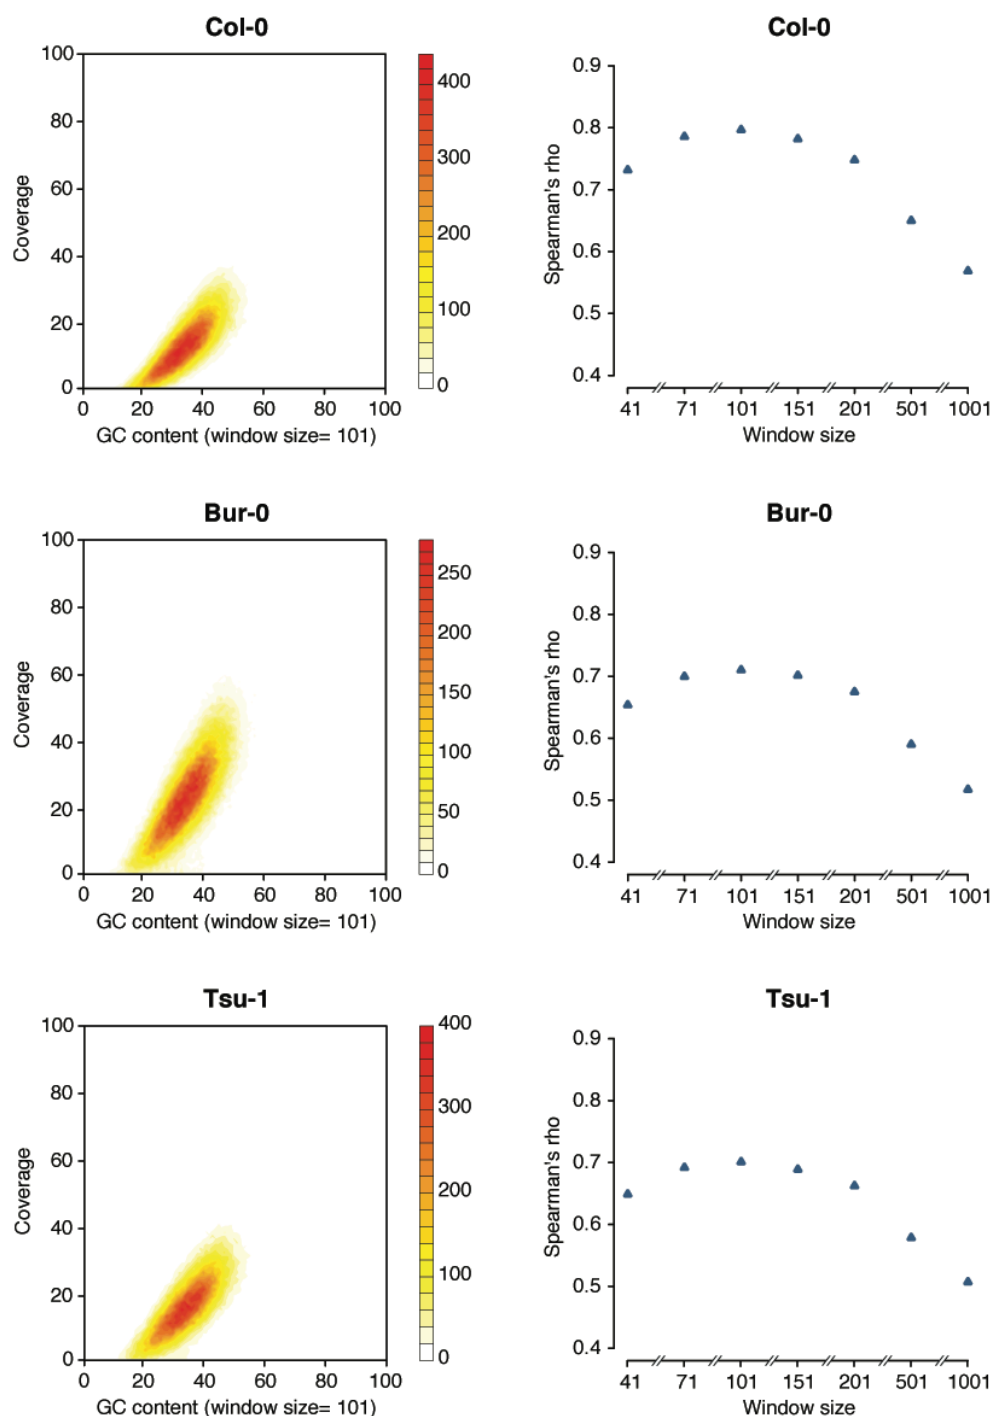 Col-0
100
80
60
40
20
0
Coverage
0 20 40 60 80 100
GC content (window size= 101)
400
300
200
100
0
Col-0
0.9
0.8
0.7
0.6
0.5
0.4
Spearman's rho
41 71 101 151 201 501 1001
Window size
Bur-0
100
80
60
40
20
0
Coverage
0 20 40 60 80 100
GC content (window size= 101)
250
200
150
100
50
0
Bur-0
0.9
0.8
0.7
0.6
0.5
0.4
Spearman's rho
41 71 101 151 201 501 1001
Window size
Tsu-1
100
80
60
40
20
0
Coverage
0 20 40 60 80 100
GC content (window size= 101)
400
300
200
100
0
Tsu-1
0.9
0.8
0.7
0.6
0.5
0.4
Spearman's rho
41 71 101 151 201 501 1001
Window size